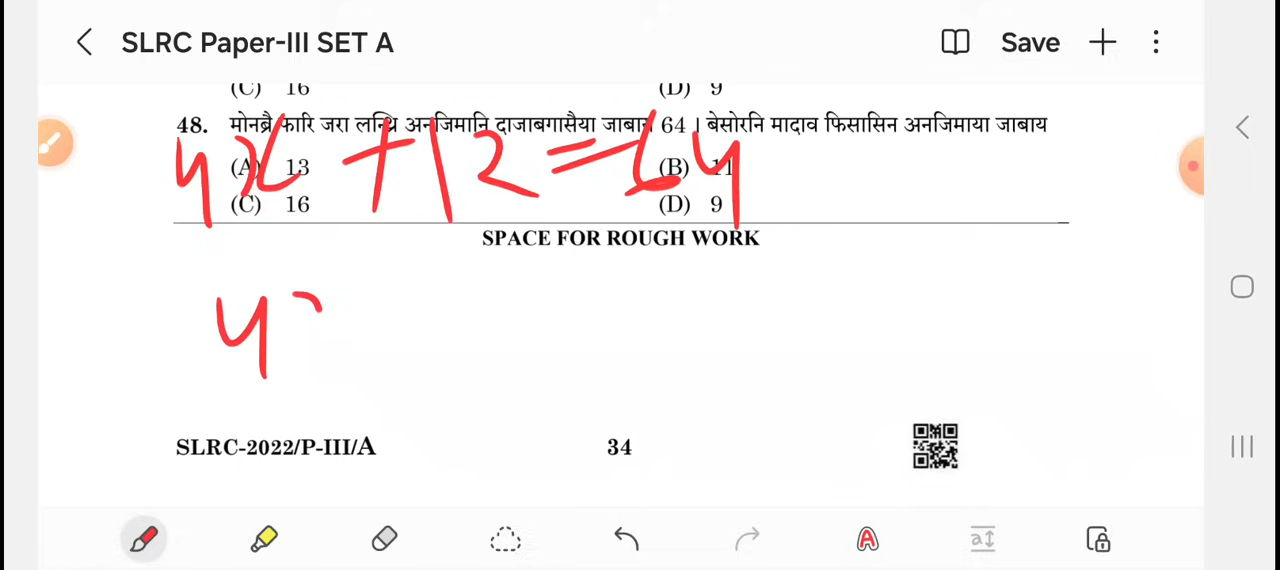 SLRC Paper-III SET A
Save
(C) 16 (D) 9
48. मोनब्रै फारि जरा लन्थि अनजिमानि दाजाबगासैया जाबाय 64 । बेसोरनि मादाव फिसासिन अनजिमाया जाबाय
(A) 13 (B) 11
(C) 16 (D) 9
4x + 12 = 64
SPACE FOR ROUGH WORK
4
SLRC-2022/P-III/A 34